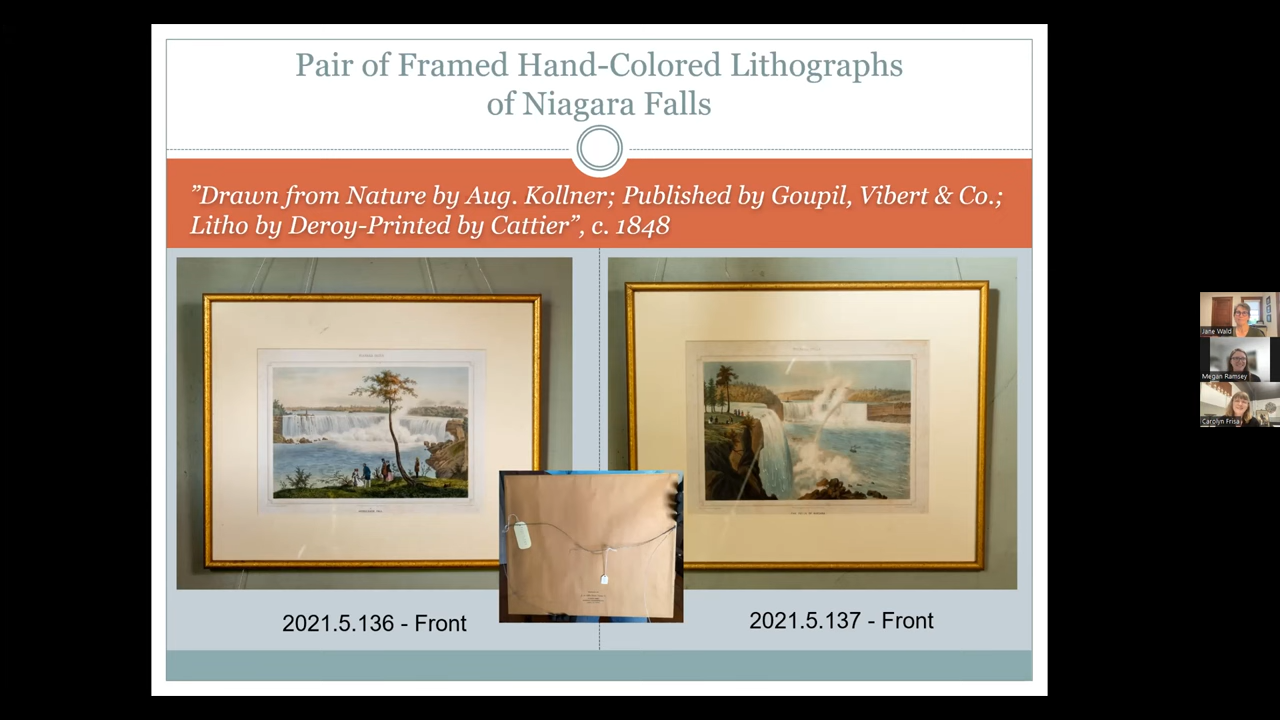 Pair of Framed Hand-Colored Lithographs
of Niagara Falls
”Drawn from Nature by Aug. Kollner; Published by Goupil, Vibert & Co.;
Litho by Deroy-Printed by Cattier”, c. 1848
2021.5.136 - Front
2021.5.137 - Front
Jane Wald
Megan Ramsey
Carolyn Frisa